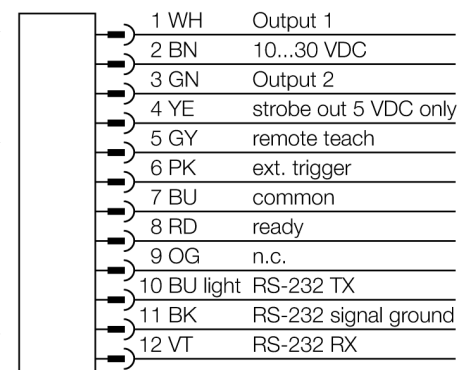 1 WH Output 1
2 BN 10...30 VDC
3 GN Output 2
4 YE strobe out 5 VDC only
5 GY remote teach
6 PK ext. trigger
7 BU common
8 RD ready
9 OG n.c.
10 BU light RS-232 TX
11 BK RS-232 signal ground
12 VT RS-232 RX